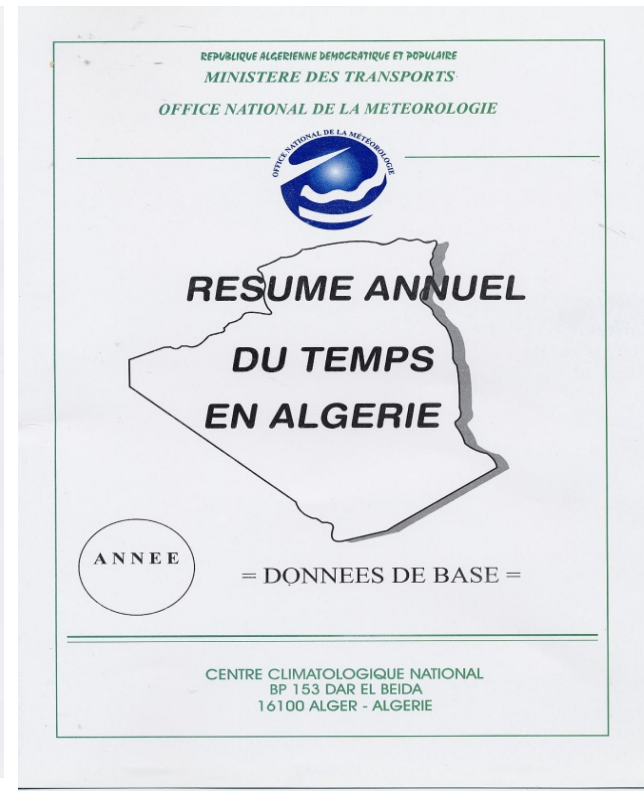 REPUBLIQUE ALGERIENNE DEMOCRATIQUE ET POPULAIRE
MINISTERE DES TRANSPORTS
OFFICE NATIONAL DE LA METEOROLOGIE
OFFICE NATIONAL DE LA MÉTÉOROLOGIE
RESUME ANNUEL
DU TEMPS
EN ALGERIE
ANNEE
= DONNEES DE BASE =
CENTRE CLIMATOLOGIQUE NATIONAL
BP 153 DAR EL BEIDA
16100 ALGER - ALGERIE